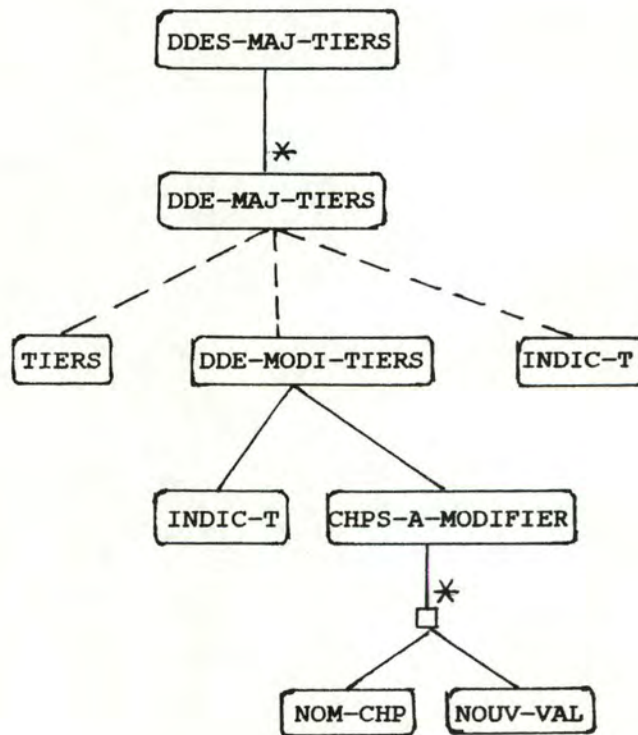 DDES-MAJ-TIERS
*
DDE-MAJ-TIERS
TIERS
DDE-MODI-TIERS
INDIC-T
INDIC-T
CHPS-A-MODIFIER
*
NOM-CHP
NOUV-VAL